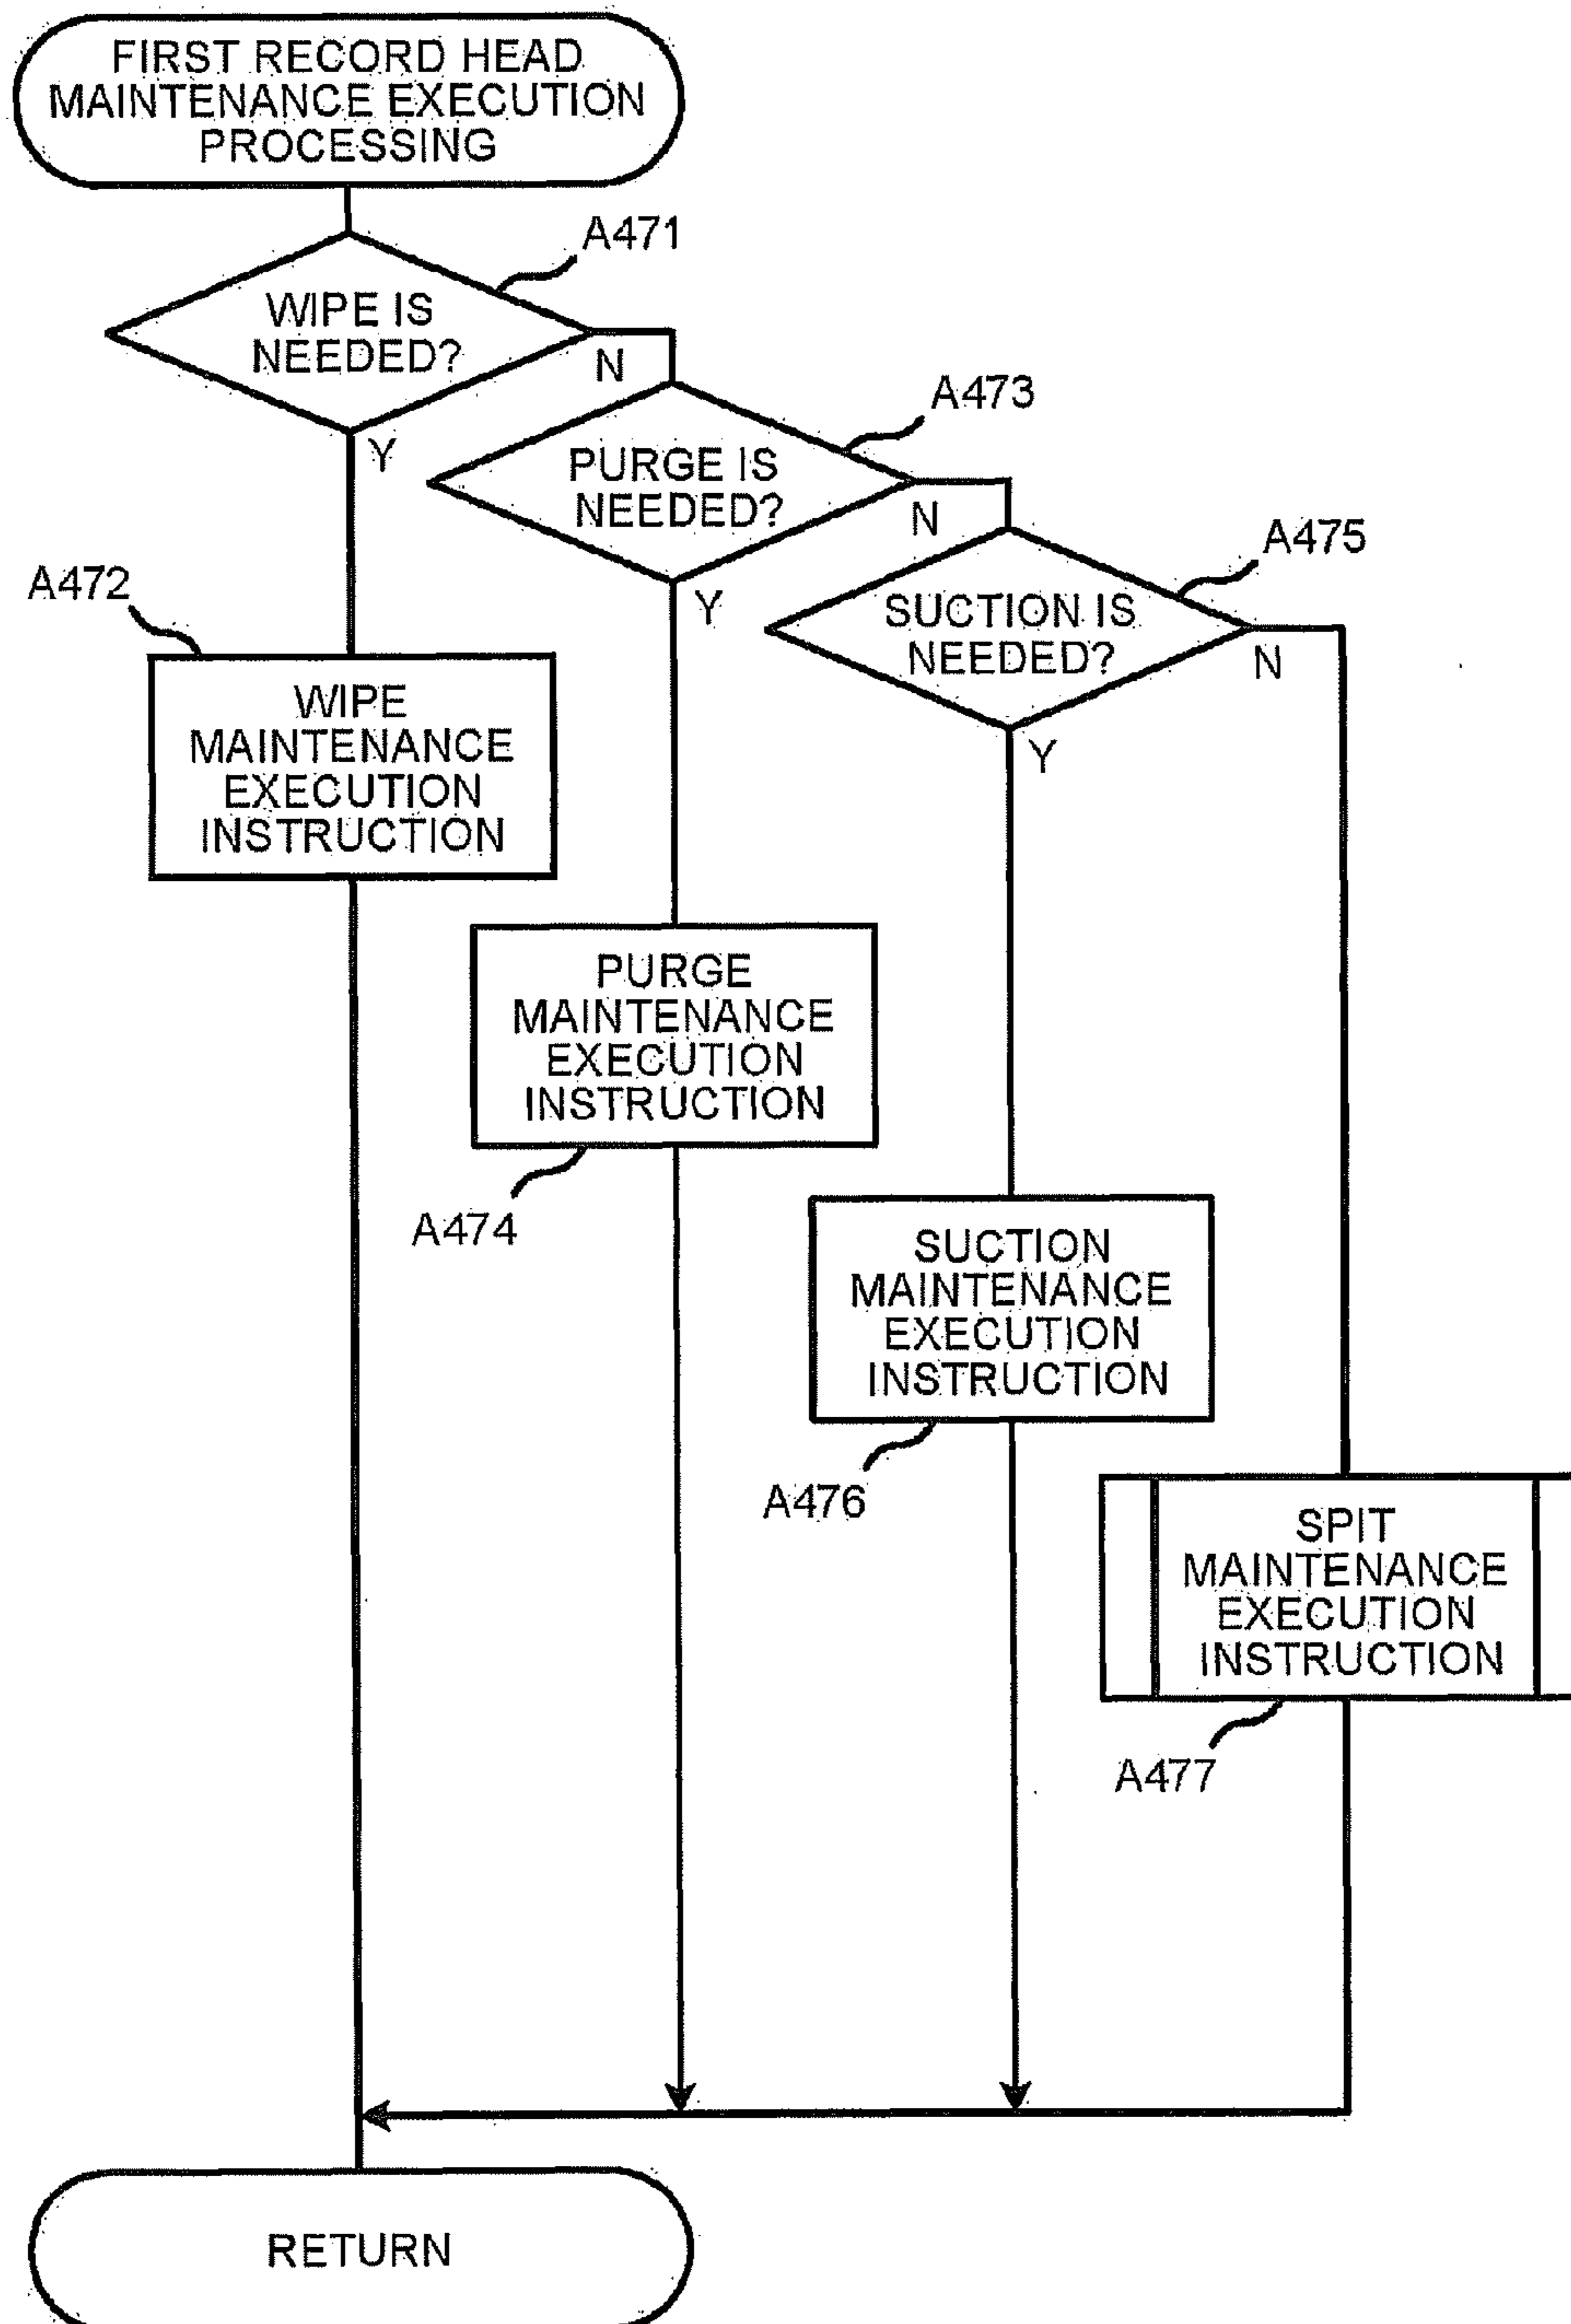 FIRST RECORD HEAD
MAINTENANCE EXECUTION
PROCESSING
A471
WIPE IS
NEEDED?
N
Y
A473
PURGE IS
NEEDED?
N
Y
A475
SUCTION IS
NEEDED?
N
Y
A472
WIPE
MAINTENANCE
EXECUTION
INSTRUCTION
PURGE
MAINTENANCE
EXECUTION
INSTRUCTION
A474
SUCTION
MAINTENANCE
EXECUTION
INSTRUCTION
A476
SPIT
MAINTENANCE
EXECUTION
INSTRUCTION
A477
RETURN